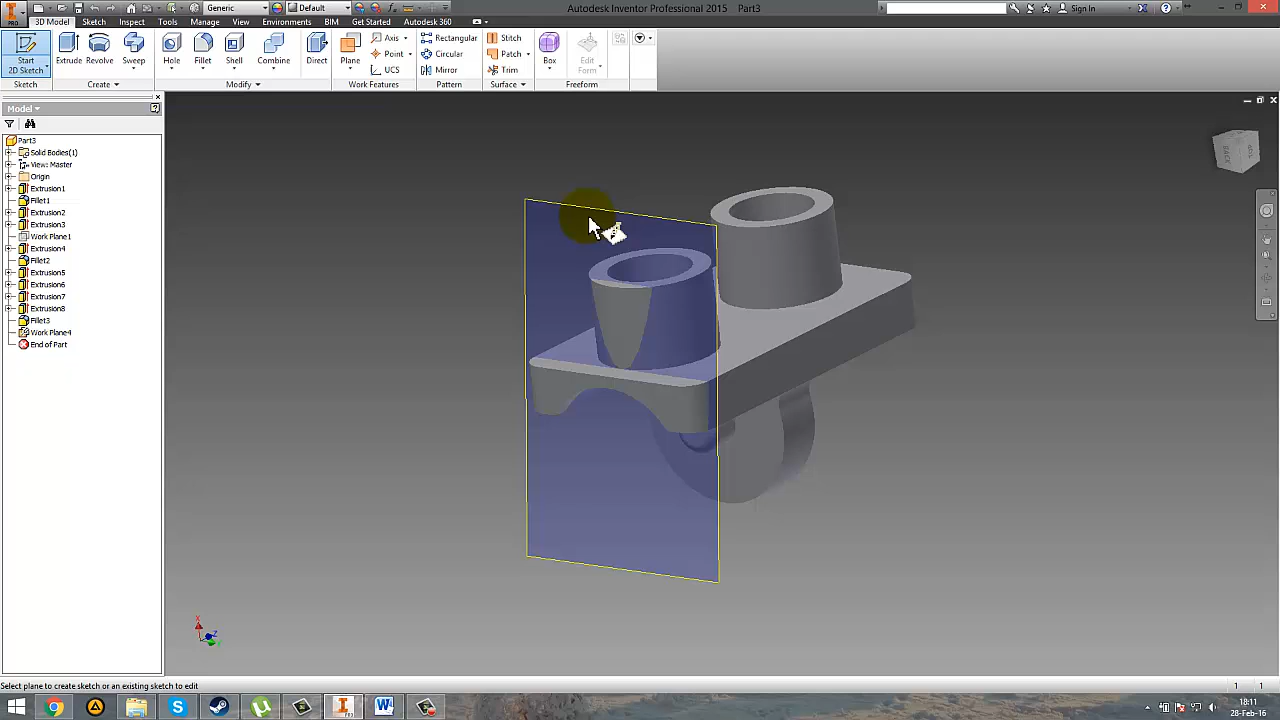 Generic
Default
Autodesk Inventor Professional 2015 Part3
Sign In
PRO
3D Model Sketch Inspect Tools Manage View Environments BIM Get Started Autodesk 360
Start
2D Sketch
Extrude Revolve Sweep
Hole Fillet Shell Combine
Direct
Plane
Axis
Point
UCS
Rectangular
Circular
Mirror
Stitch
Patch
Trim
Box
Edit
Form
Sketch Create Modify Work Features Pattern Surface Freeform
Model
Part3
Solid Bodies(1)
View: Master
Origin
Extrusion1
Fillet1
Extrusion2
Extrusion3
Work Plane1
Extrusion4
Fillet2
Extrusion5
Extrusion6
Extrusion7
Extrusion8
Fillet3
Work Plane4
End of Part
BACK
X
Z
Y
Select plane to create sketch or an existing sketch to edit
1 1
18:11
28-Feb-16